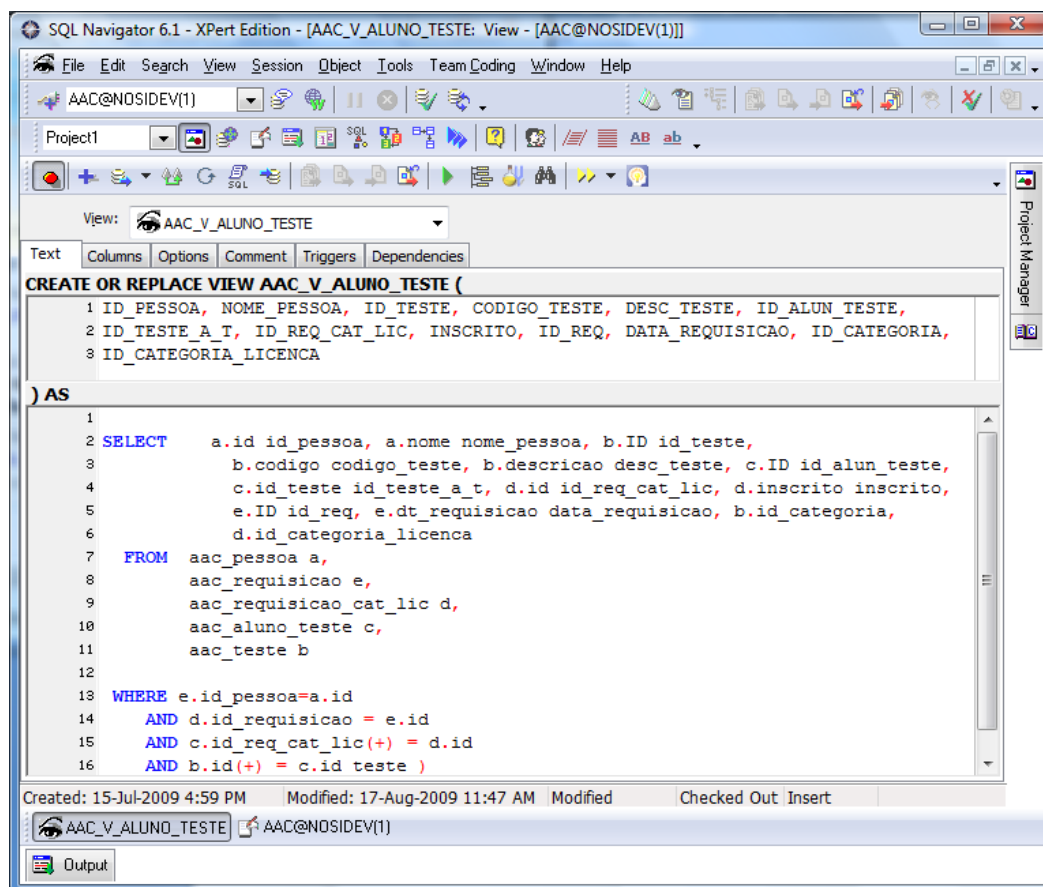 SQL Navigator 6.1 - XPert Edition - [AAC_V_ALUNO_TESTE: View - [AAC@NOSIDEV(1)]]
File Edit Search View Session Object Tools Team Coding Window Help
AAC@NOSIDEV(1)
Project1 SQL AB ab
SQL
View: AAC_V_ALUNO_TESTE
Text Columns Options Comment Triggers Dependencies
Project Manager
CREATE OR REPLACE VIEW AAC_V_ALUNO_TESTE (
1 ID_PESSOA, NOME_PESSOA, ID_TESTE, CODIGO_TESTE, DESC_TESTE, ID_ALUN_TESTE,
2 ID_TESTE_A_T, ID_REQ_CAT_LIC, INSCRITO, ID_REQ, DATA_REQUISICAO, ID_CATEGORIA,
3 ID_CATEGORIA_LICENCA
) AS
1
2 SELECT a.id id_pessoa, a.nome nome_pessoa, b.ID id_teste,
3 b.codigo codigo_teste, b.descricao desc_teste, c.ID id_alun_teste,
4 c.id_teste id_teste_a_t, d.id id_req_cat_lic, d.inscrito inscrito,
5 e.ID id_req, e.dt_requisicao data_requisicao, b.id_categoria,
6 d.id_categoria_licenca
7 FROM aac_pessoa a,
8 aac_requisicao e,
9 aac_requisicao_cat_lic d,
10 aac_aluno_teste c,
11 aac_teste b
12
13 WHERE e.id_pessoa=a.id
14 AND d.id_requisicao = e.id
15 AND c.id_req_cat_lic(+) = d.id
16 AND b.id(+) = c.id_teste )
Created: 15-Jul-2009 4:59 PM Modified: 17-Aug-2009 11:47 AM Modified Checked Out Insert
AAC_V_ALUNO_TESTE AAC@NOSIDEV(1)
Output